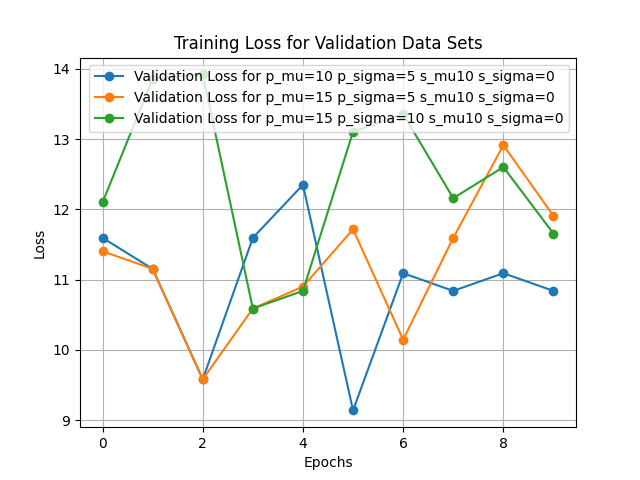 Training Loss for Validation Data Sets
Validation Loss for p_mu=10 p_sigma=5 s_mu10 s_sigma=0
Validation Loss for p_mu=15 p_sigma=5 s_mu10 s_sigma=0
Validation Loss for p_mu=15 p_sigma=10 s_mu10 s_sigma=0
14
13
12
11
10
9
Loss
0 2 4 6 8
Epochs